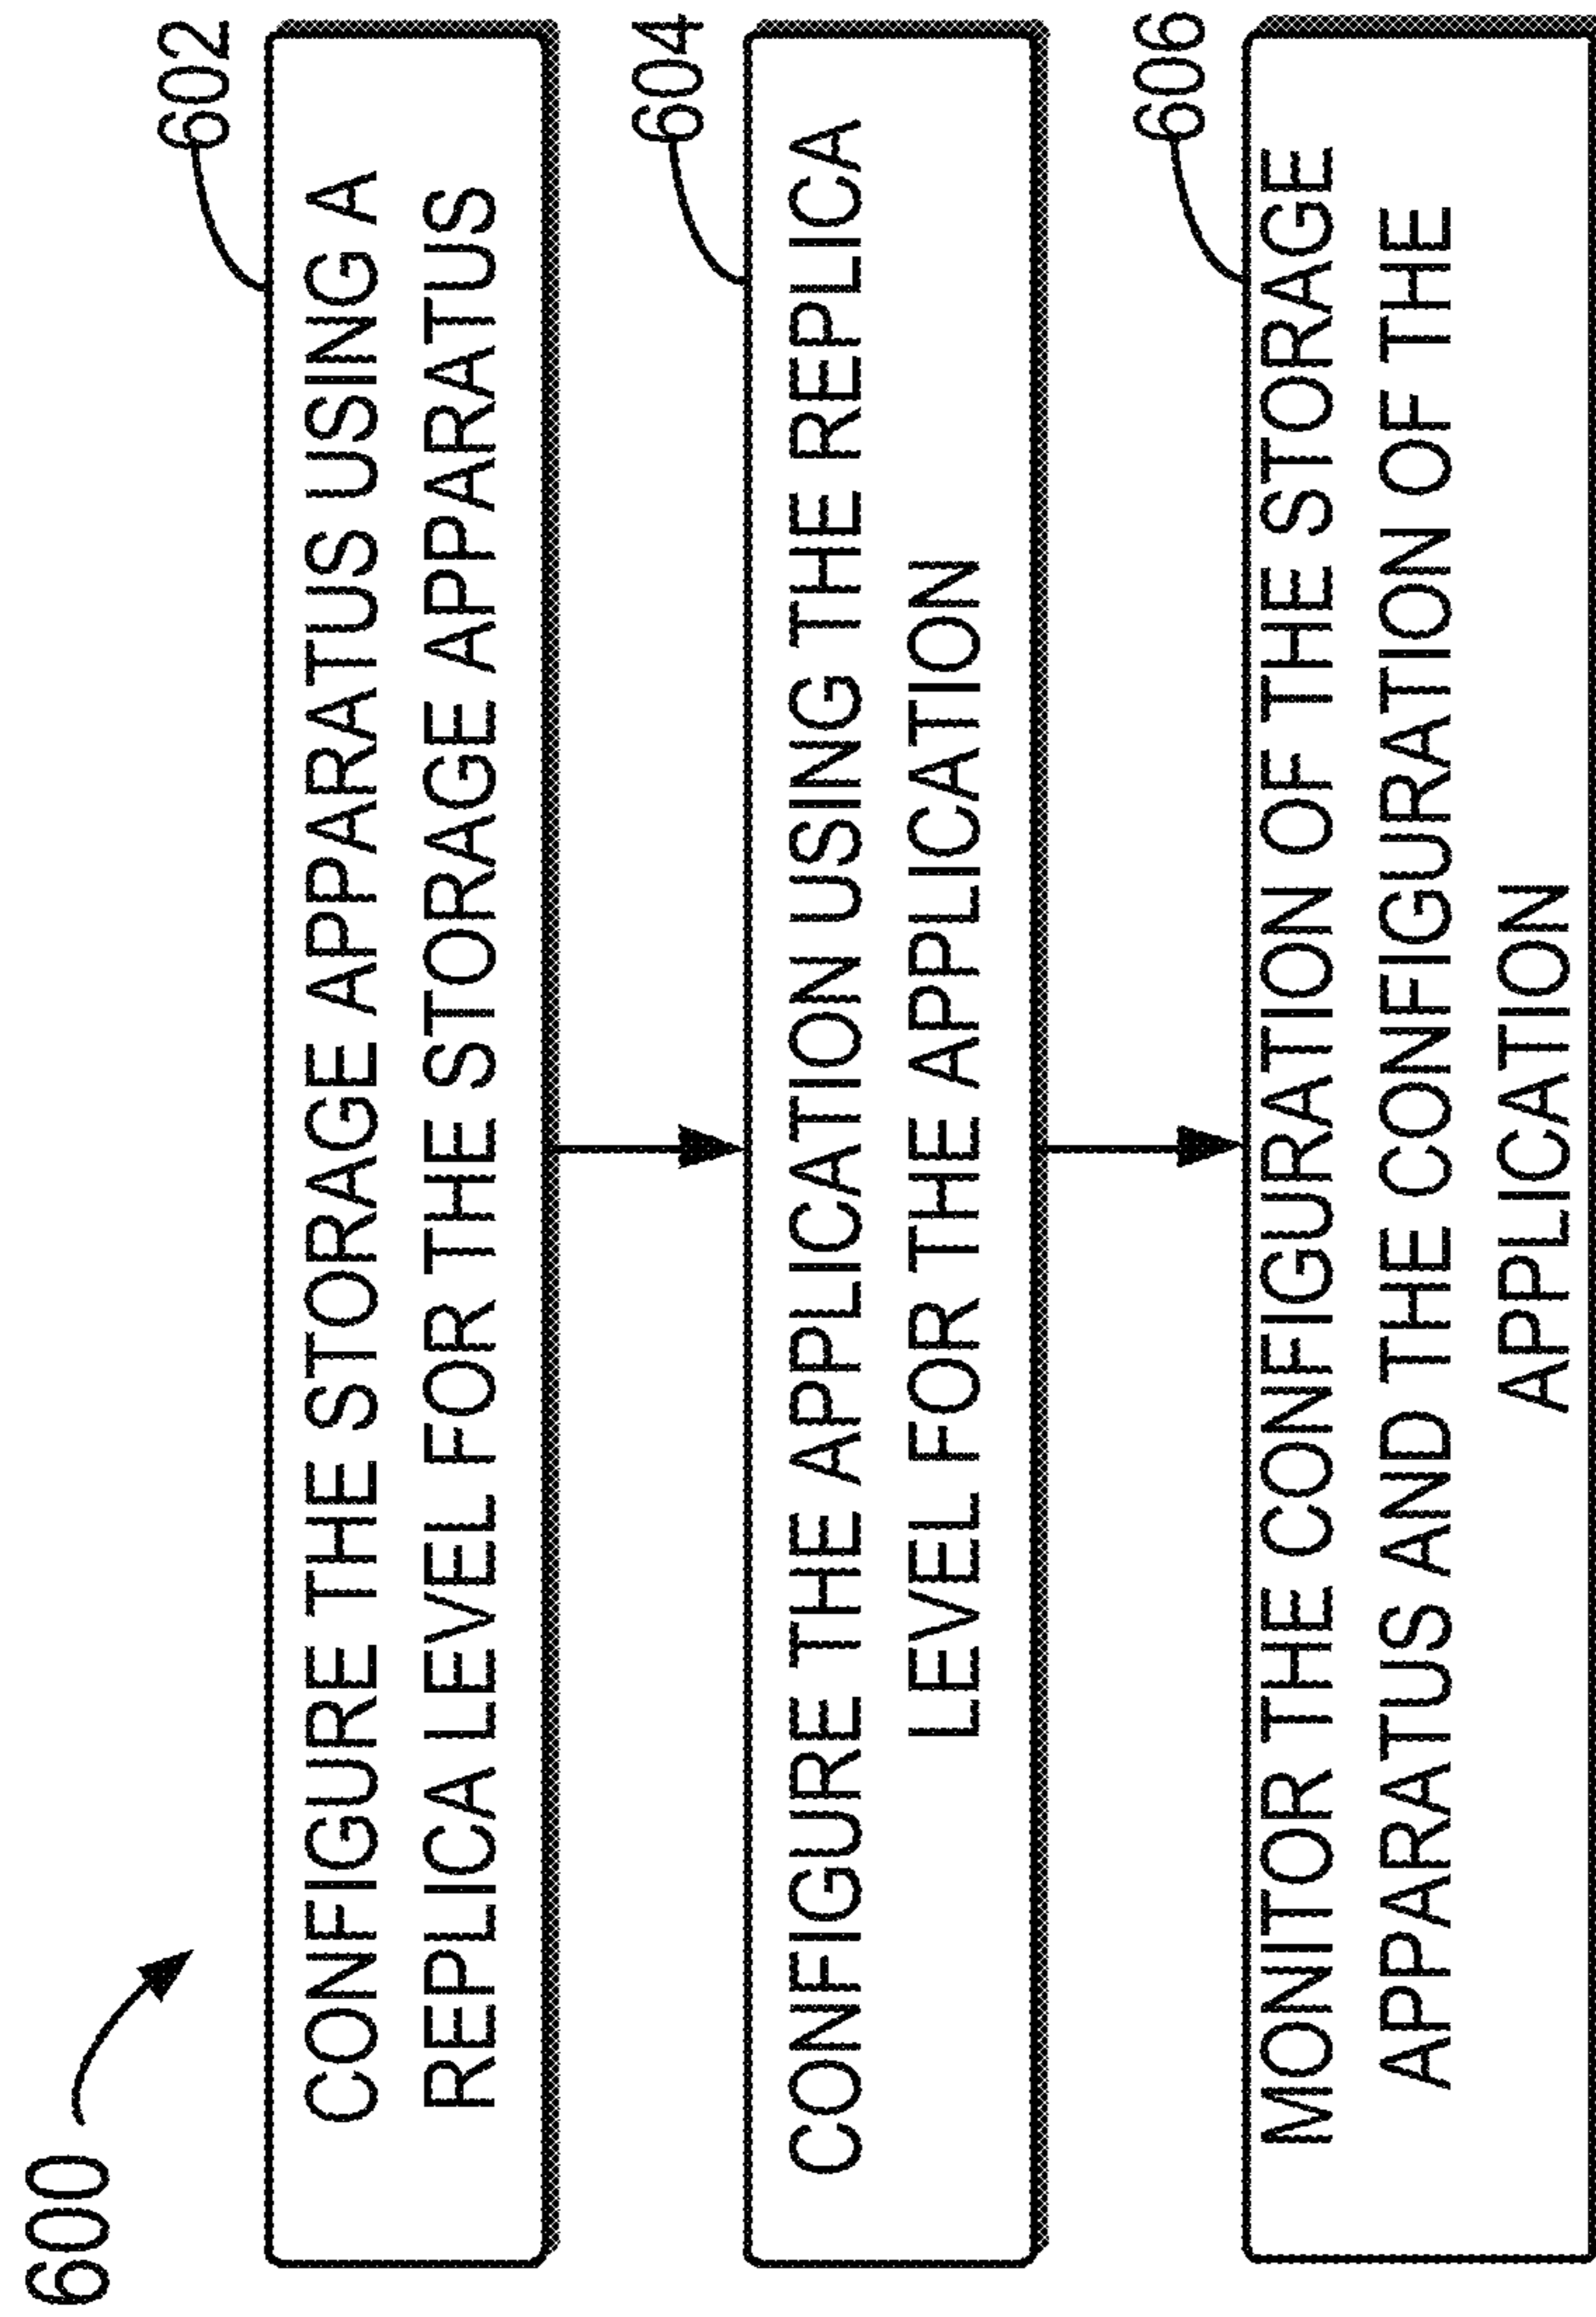 600
602
CONFIGURE THE STORAGE APPARATUS USING A
REPLICA LEVEL FOR THE STORAGE APPARATUS
604
CONFIGURE THE APPLICATION USING THE REPLICA
LEVEL FOR THE APPLICATION
606
MONITOR THE CONFIGURATION OF THE STORAGE
APPARATUS AND THE CONFIGURATION OF THE
APPLICATION